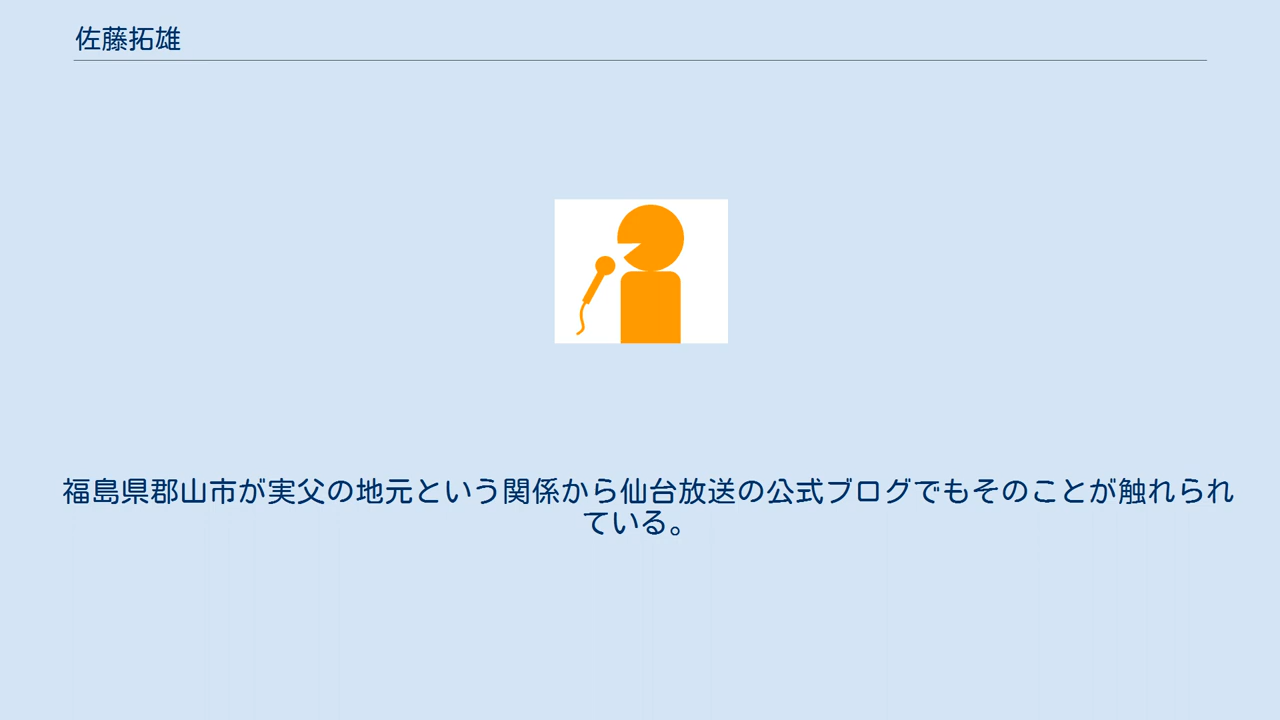 佐藤拓雄
福島県郡山市が実父の地元という関係から仙台放送の公式ブログでもそのことが触れられ
ている。